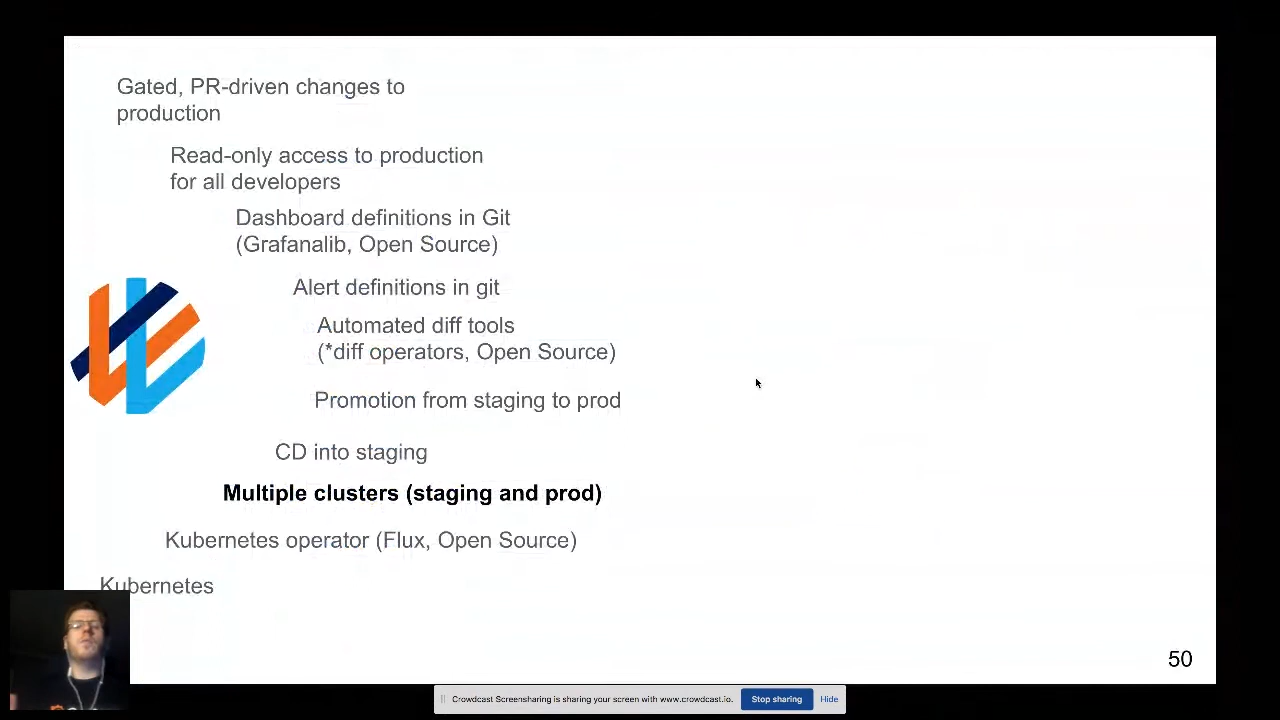 Gated, PR-driven changes to
production
Read-only access to production
for all developers
Dashboard definitions in Git
(Grafanalib, Open Source)
Alert definitions in git
Automated diff tools
(*diff operators, Open Source)
Promotion from staging to prod
CD into staging
Multiple clusters (staging and prod)
Kubernetes operator (Flux, Open Source)
Kubernetes
50
Crowdcast Screensharing is sharing your screen with www.crowdcast.io.
Stop sharing
Hide